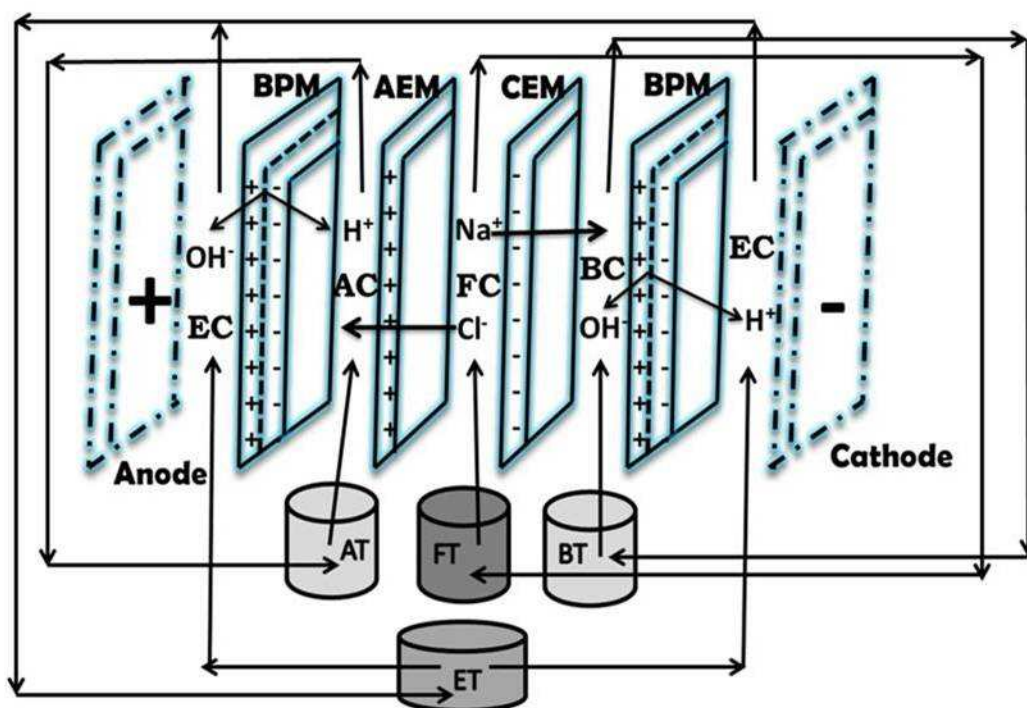 BPM
AEM
CEM
BPM
+ -
+ -
+ -
+ -
+ -
+ -
+ -
+ -
+
+
+
+
+
+
+
+
-
-
-
-
-
-
-
-
+ -
+ -
+ -
+ -
+ -
+ -
+ -
+ -
OH-
H+
Na+
EC
+
AC
FC
BC
-
EC
Cl-
OH-
H+
Anode
Cathode
AT
FT
BT
ET